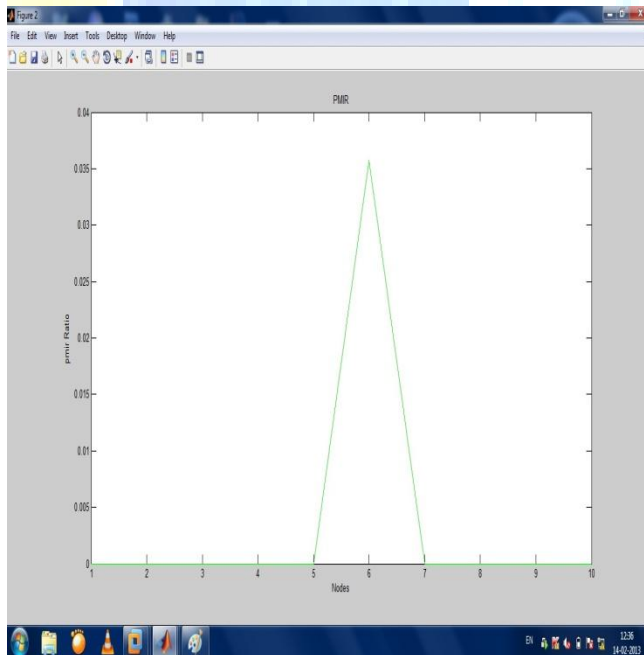 Figure 2
File Edit View Insert Tools Desktop Window Help
PMIR
0.04
0.035
0.03
0.025
0.02
0.015
0.01
0.005
0
pmir Ratio
1 2 3 4 5 6 7 8 9 10
Nodes
EN
12:36
14-02-2013